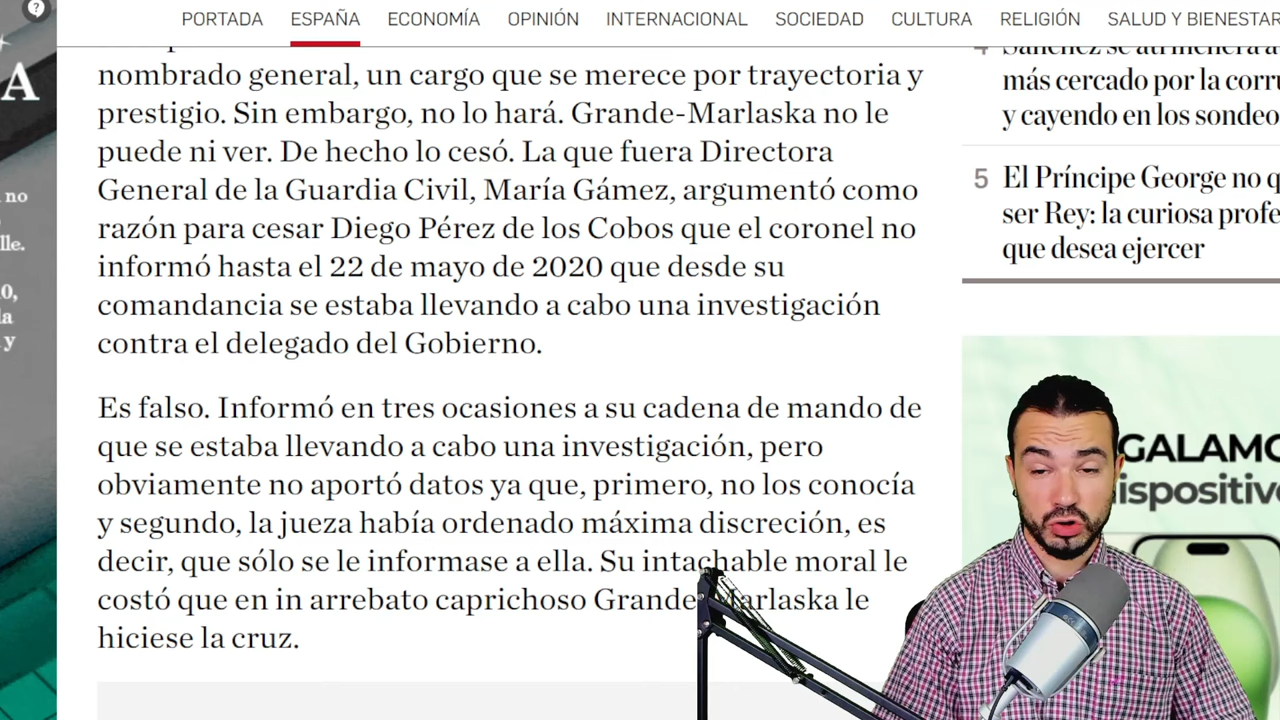 PORTADA ESPAÑA ECONOMÍA OPINIÓN INTERNACIONAL SOCIEDAD CULTURA RELIGIÓN SALUD Y BIENESTAR
nombrado general, un cargo que se merece por trayectoria y
prestigio. Sin embargo, no lo hará. Grande-Marlaska no le
puede ni ver. De hecho lo cesó. La que fuera Directora
General de la Guardia Civil, María Gámez, argumentó como
razón para cesar Diego Pérez de los Cobos que el coronel no
informó hasta el 22 de mayo de 2020 que desde su
comandancia se estaba llevando a cabo una investigación
contra el delegado del Gobierno.
Es falso. Informó en tres ocasiones a su cadena de mando de
que se estaba llevando a cabo una investigación, pero
obviamente no aportó datos ya que, primero, no los conocía
y segundo, la jueza había ordenado máxima discreción, es
decir, que sólo se le informase a ella. Su intachable moral le
costó que en in arrebato caprichoso Grande-Marlaska le
hiciese la cruz.
más cercado por la corru
y cayendo en los sondeo
5 El Príncipe George no q
ser Rey: la curiosa profe
que desea ejercer
GALAMO
ispositiv
A
no
lle.
la
y